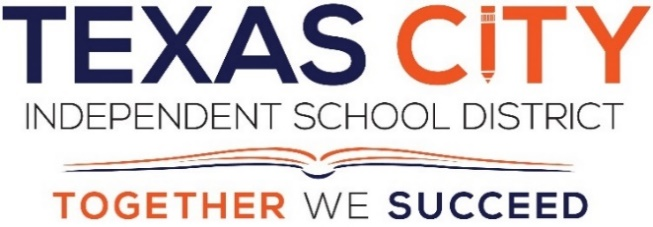 TEXAS CiTY
INDEPENDENT SCHOOL DISTRICT
TOGETHER WE SUCCEED